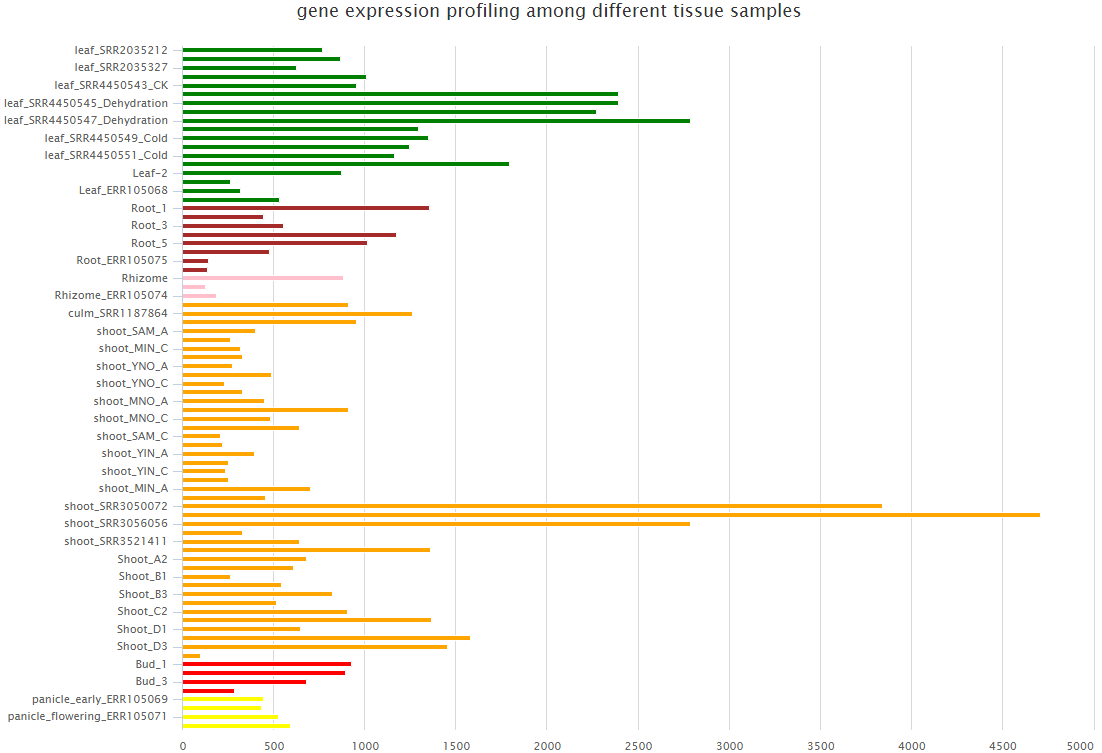 gene expression profiling among different tissue samples
leaf_SRR2035212
leaf_SRR2035327
leaf_SRR4450543_CK
leaf_SRR4450545_Dehydration
leaf_SRR4450547_Dehydration
leaf_SRR4450549_Cold
leaf_SRR4450551_Cold
Leaf-2
Leaf_ERR105068
Root_1
Root_3
Root_5
Root_ERR105075
Rhizome
Rhizome_ERR105074
culm_SRR1187864
shoot_SAM_A
shoot_MIN_C
shoot_YNO_A
shoot_YNO_C
shoot_MNO_A
shoot_MNO_C
shoot_SAM_C
shoot_YIN_A
shoot_YIN_C
shoot_MIN_A
shoot_SRR3050072
shoot_SRR3056056
shoot_SRR3521411
Shoot_A2
Shoot_B1
Shoot_B3
Shoot_C2
Shoot_D1
Shoot_D3
Bud_1
Bud_3
panicle_early_ERR105069
panicle_flowering_ERR105071
0 500 1000 1500 2000 2500 3000 3500 4000 4500 5000